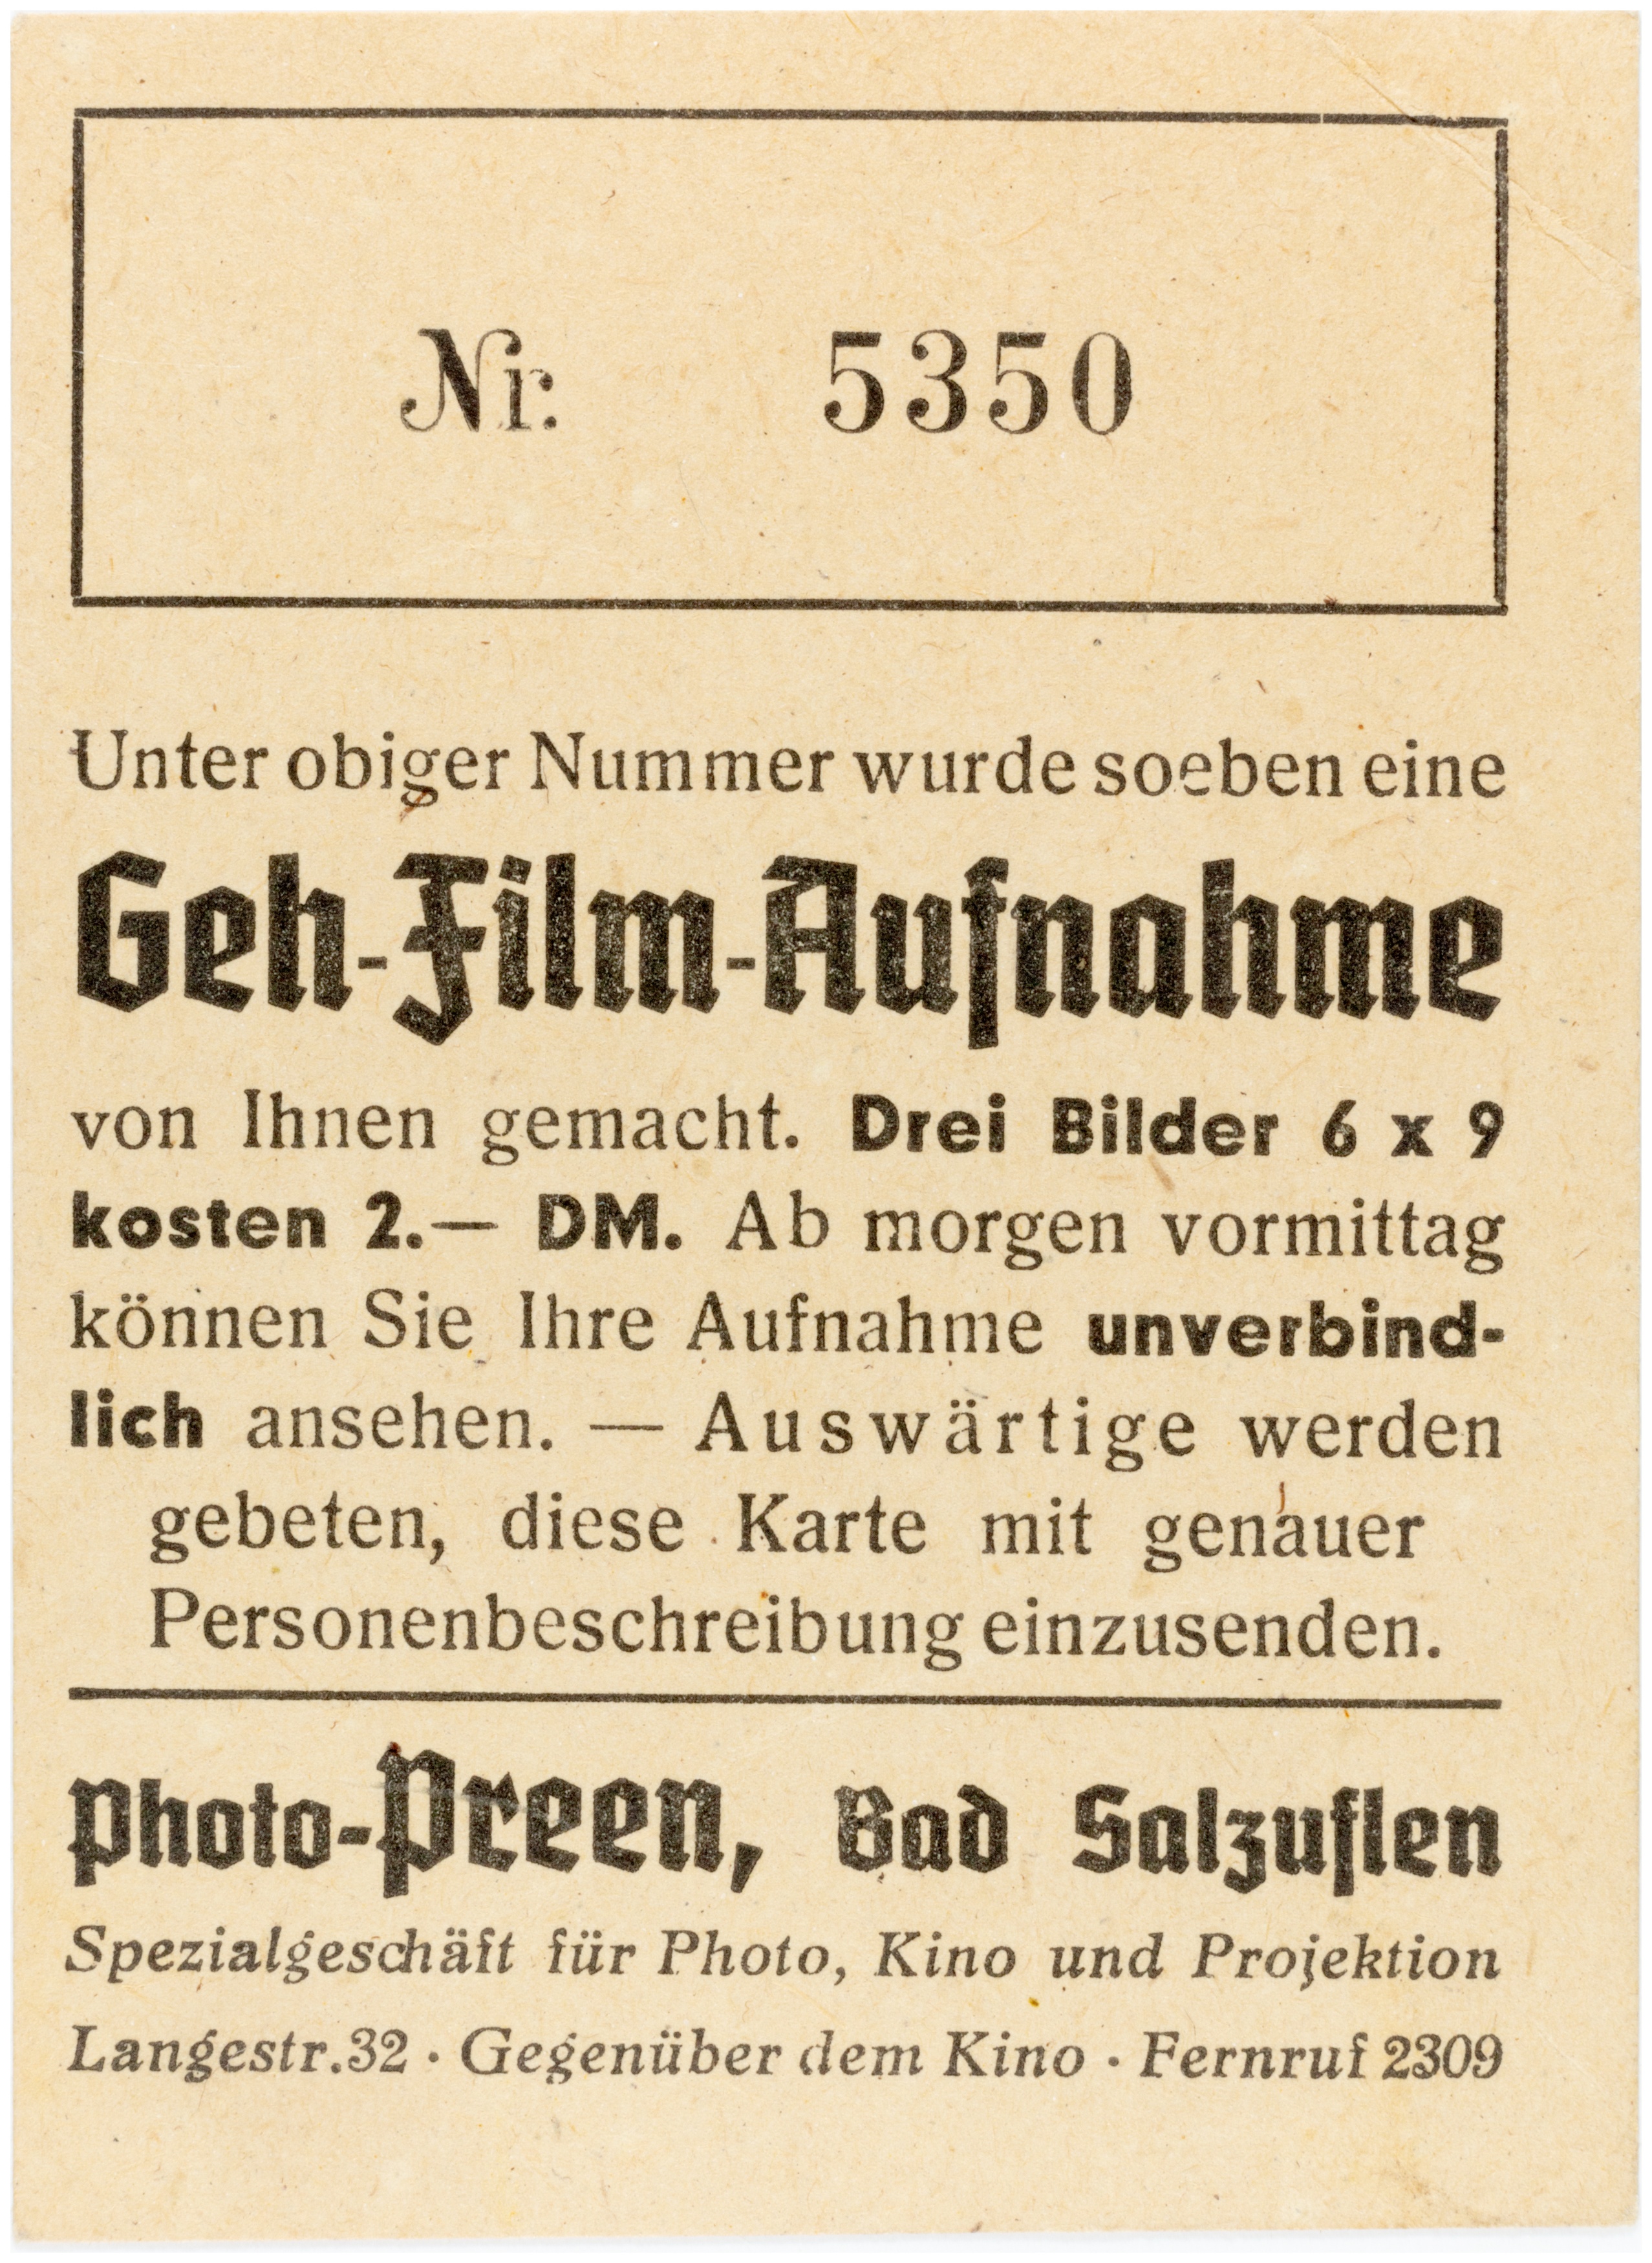 Nr. 5350
Unter obiger Nummer wurde soeben eine
Geh-Film-Aufnahme
von Ihnen gemacht. Drei Bilder 6 x 9
kosten 2.— DM. Ab morgen vormittag
können Sie Ihre Aufnahme unverbind-
lich ansehen. — Auswärtige werden
gebeten, diese Karte mit genauer
Personenbeschreibung einzusenden.
Photo-Preen, Bad Salzuflen
Spezialgeschäft für Photo, Kino und Projektion
Langestr.32 · Gegenüber dem Kino · Fernruf 2309